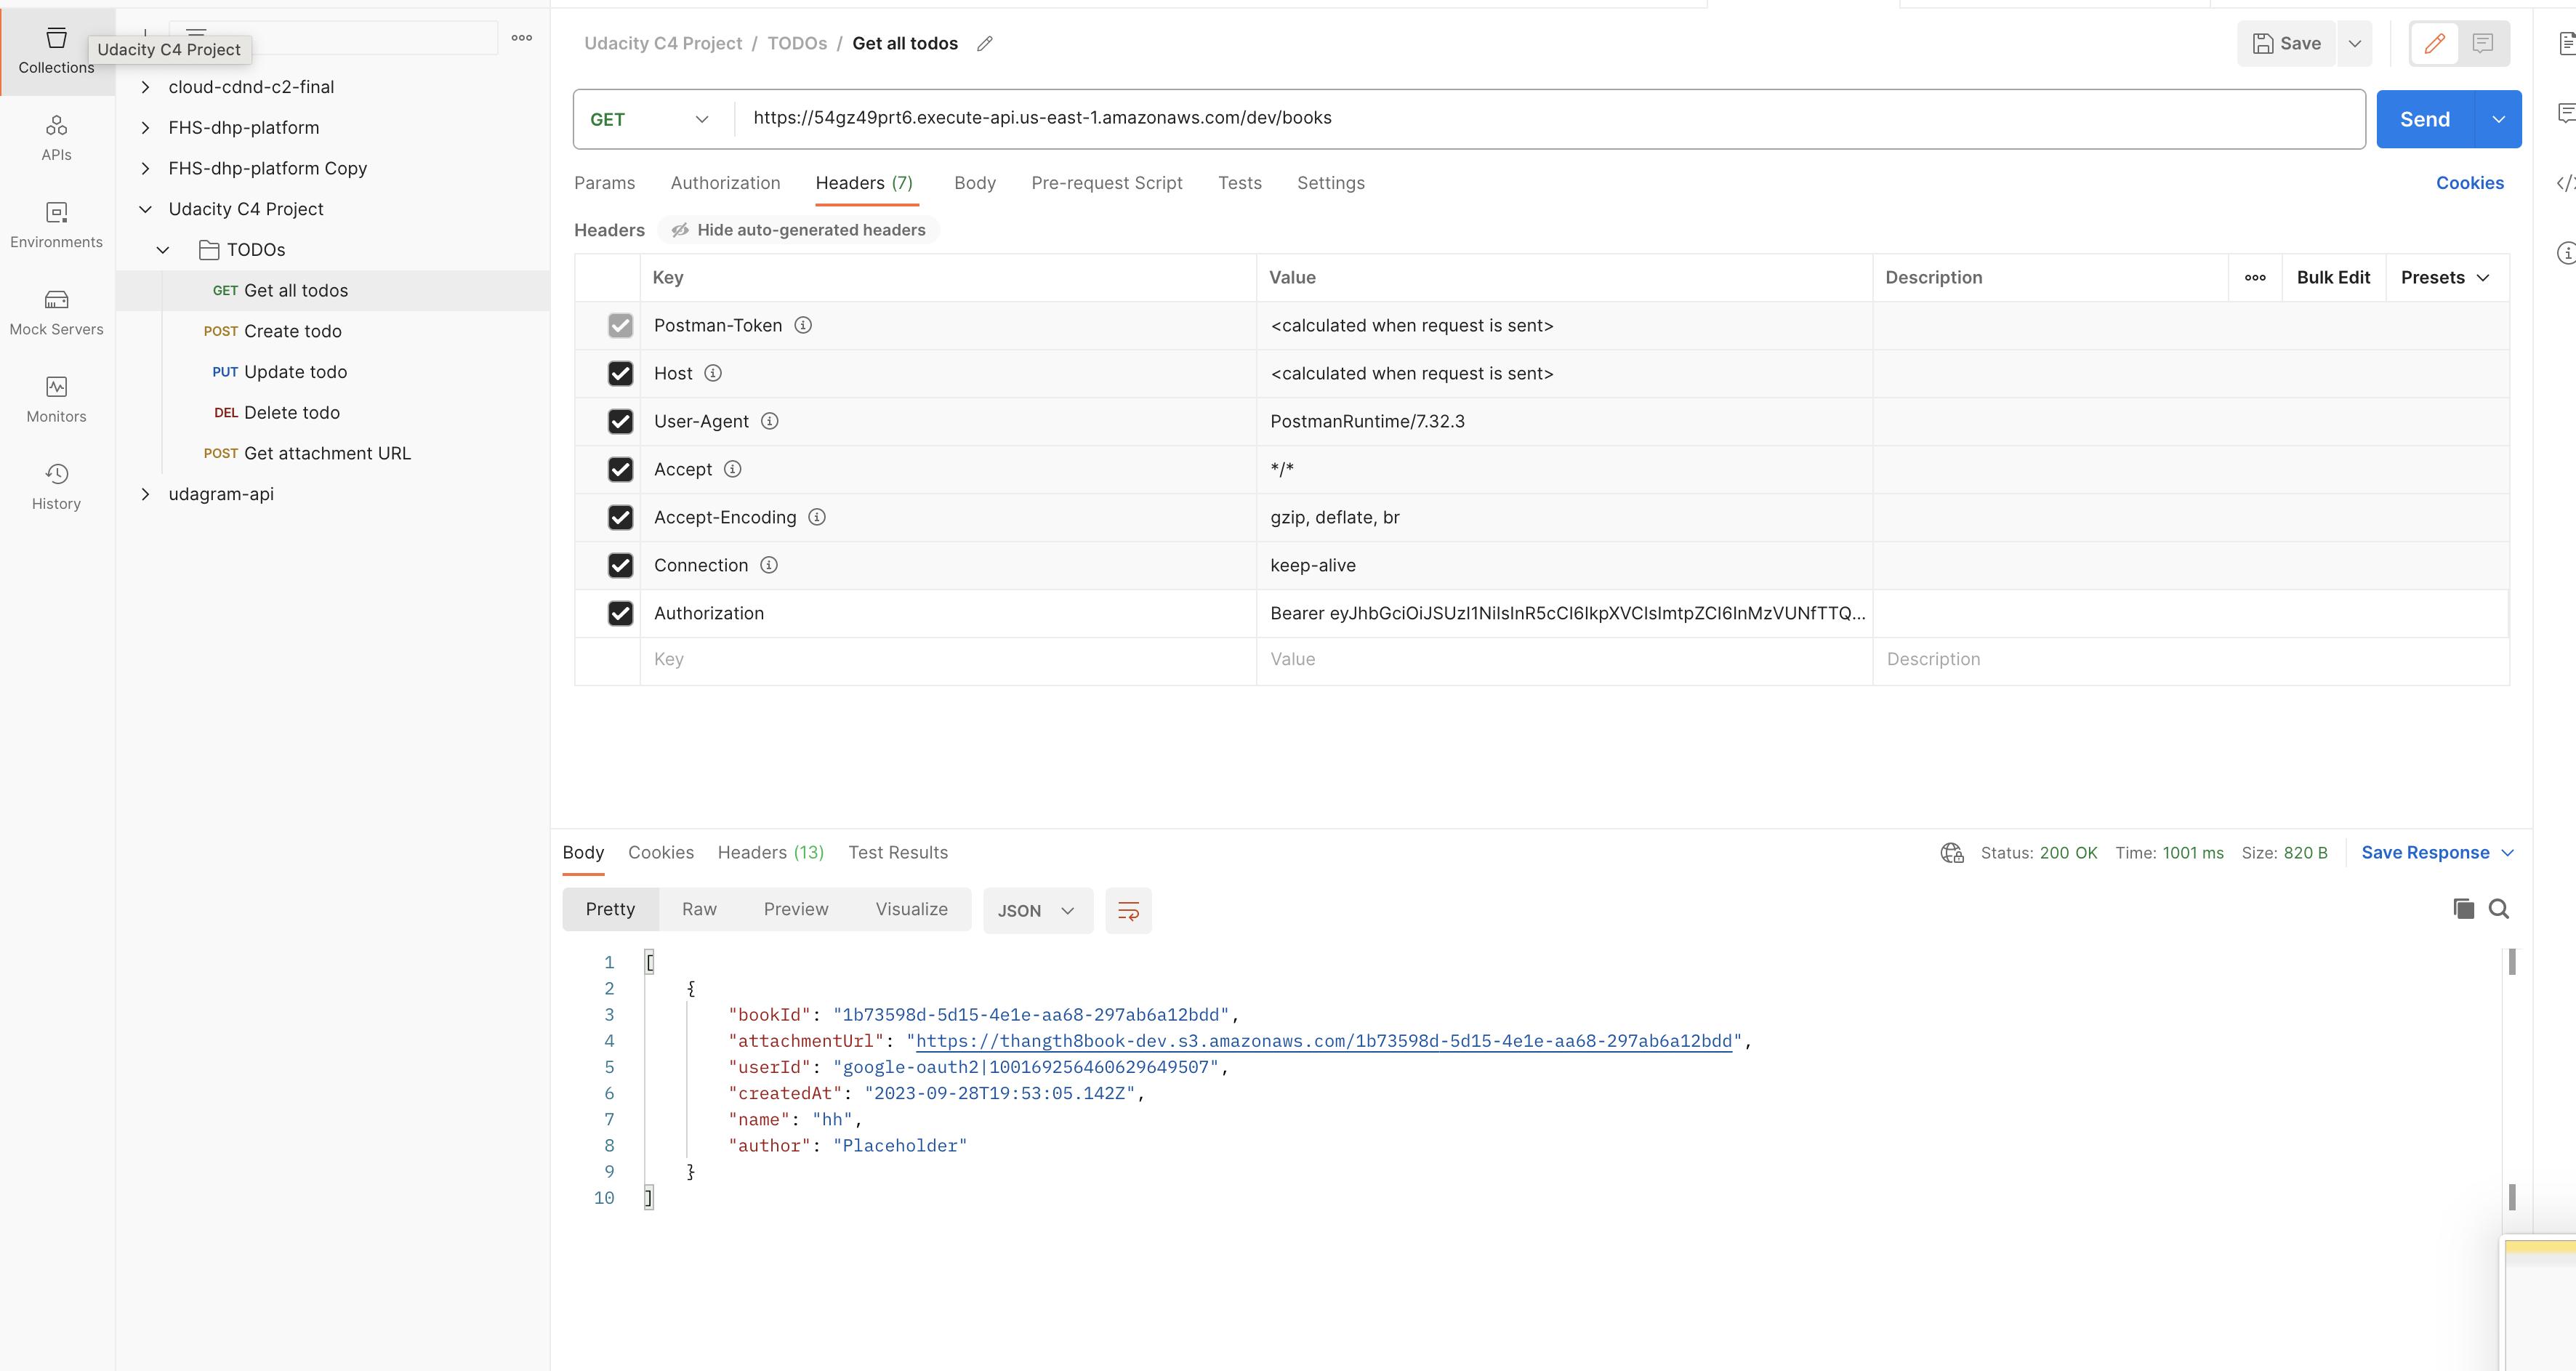 Collections
APIs
Environments
Mock Servers
Monitors
History
Udacity C4 Project
cloud-cdnd-c2-final
FHS-dhp-platform
FHS-dhp-platform Copy
Udacity C4 Project
TODOs
GET Get all todos
POST Create todo
PUT Update todo
DEL Delete todo
POST Get attachment URL
udagram-api
Udacity C4 Project / TODOs / Get all todos
Save
GET https://54gz49prt6.execute-api.us-east-1.amazonaws.com/dev/books
Send
Params Authorization Headers (7) Body Pre-request Script Tests Settings
Cookies
Headers Hide auto-generated headers
Key Value Description Bulk Edit Presets
Postman-Token <calculated when request is sent>
Host <calculated when request is sent>
User-Agent PostmanRuntime/7.32.3
Accept */*
Accept-Encoding gzip, deflate, br
Connection keep-alive
Authorization Bearer eyJhbGciOiJSUzI1NiIsInR5cCI6IkpXVCIsImtpZCI6InMzVUNfTTQ...
Key Value Description
Body Cookies Headers (13) Test Results
Status: 200 OK Time: 1001 ms Size: 820 B Save Response
Pretty Raw Preview Visualize JSON
1 [
2 {
3 "bookId": "1b73598d-5d15-4e1e-aa68-297ab6a12bdd",
4 "attachmentUrl": "https://thangth8book-dev.s3.amazonaws.com/1b73598d-5d15-4e1e-aa68-297ab6a12bdd",
5 "userId": "google-oauth2|100169256460629649507",
6 "createdAt": "2023-09-28T19:53:05.142Z",
7 "name": "hh",
8 "author": "Placeholder"
9 }
10 ]